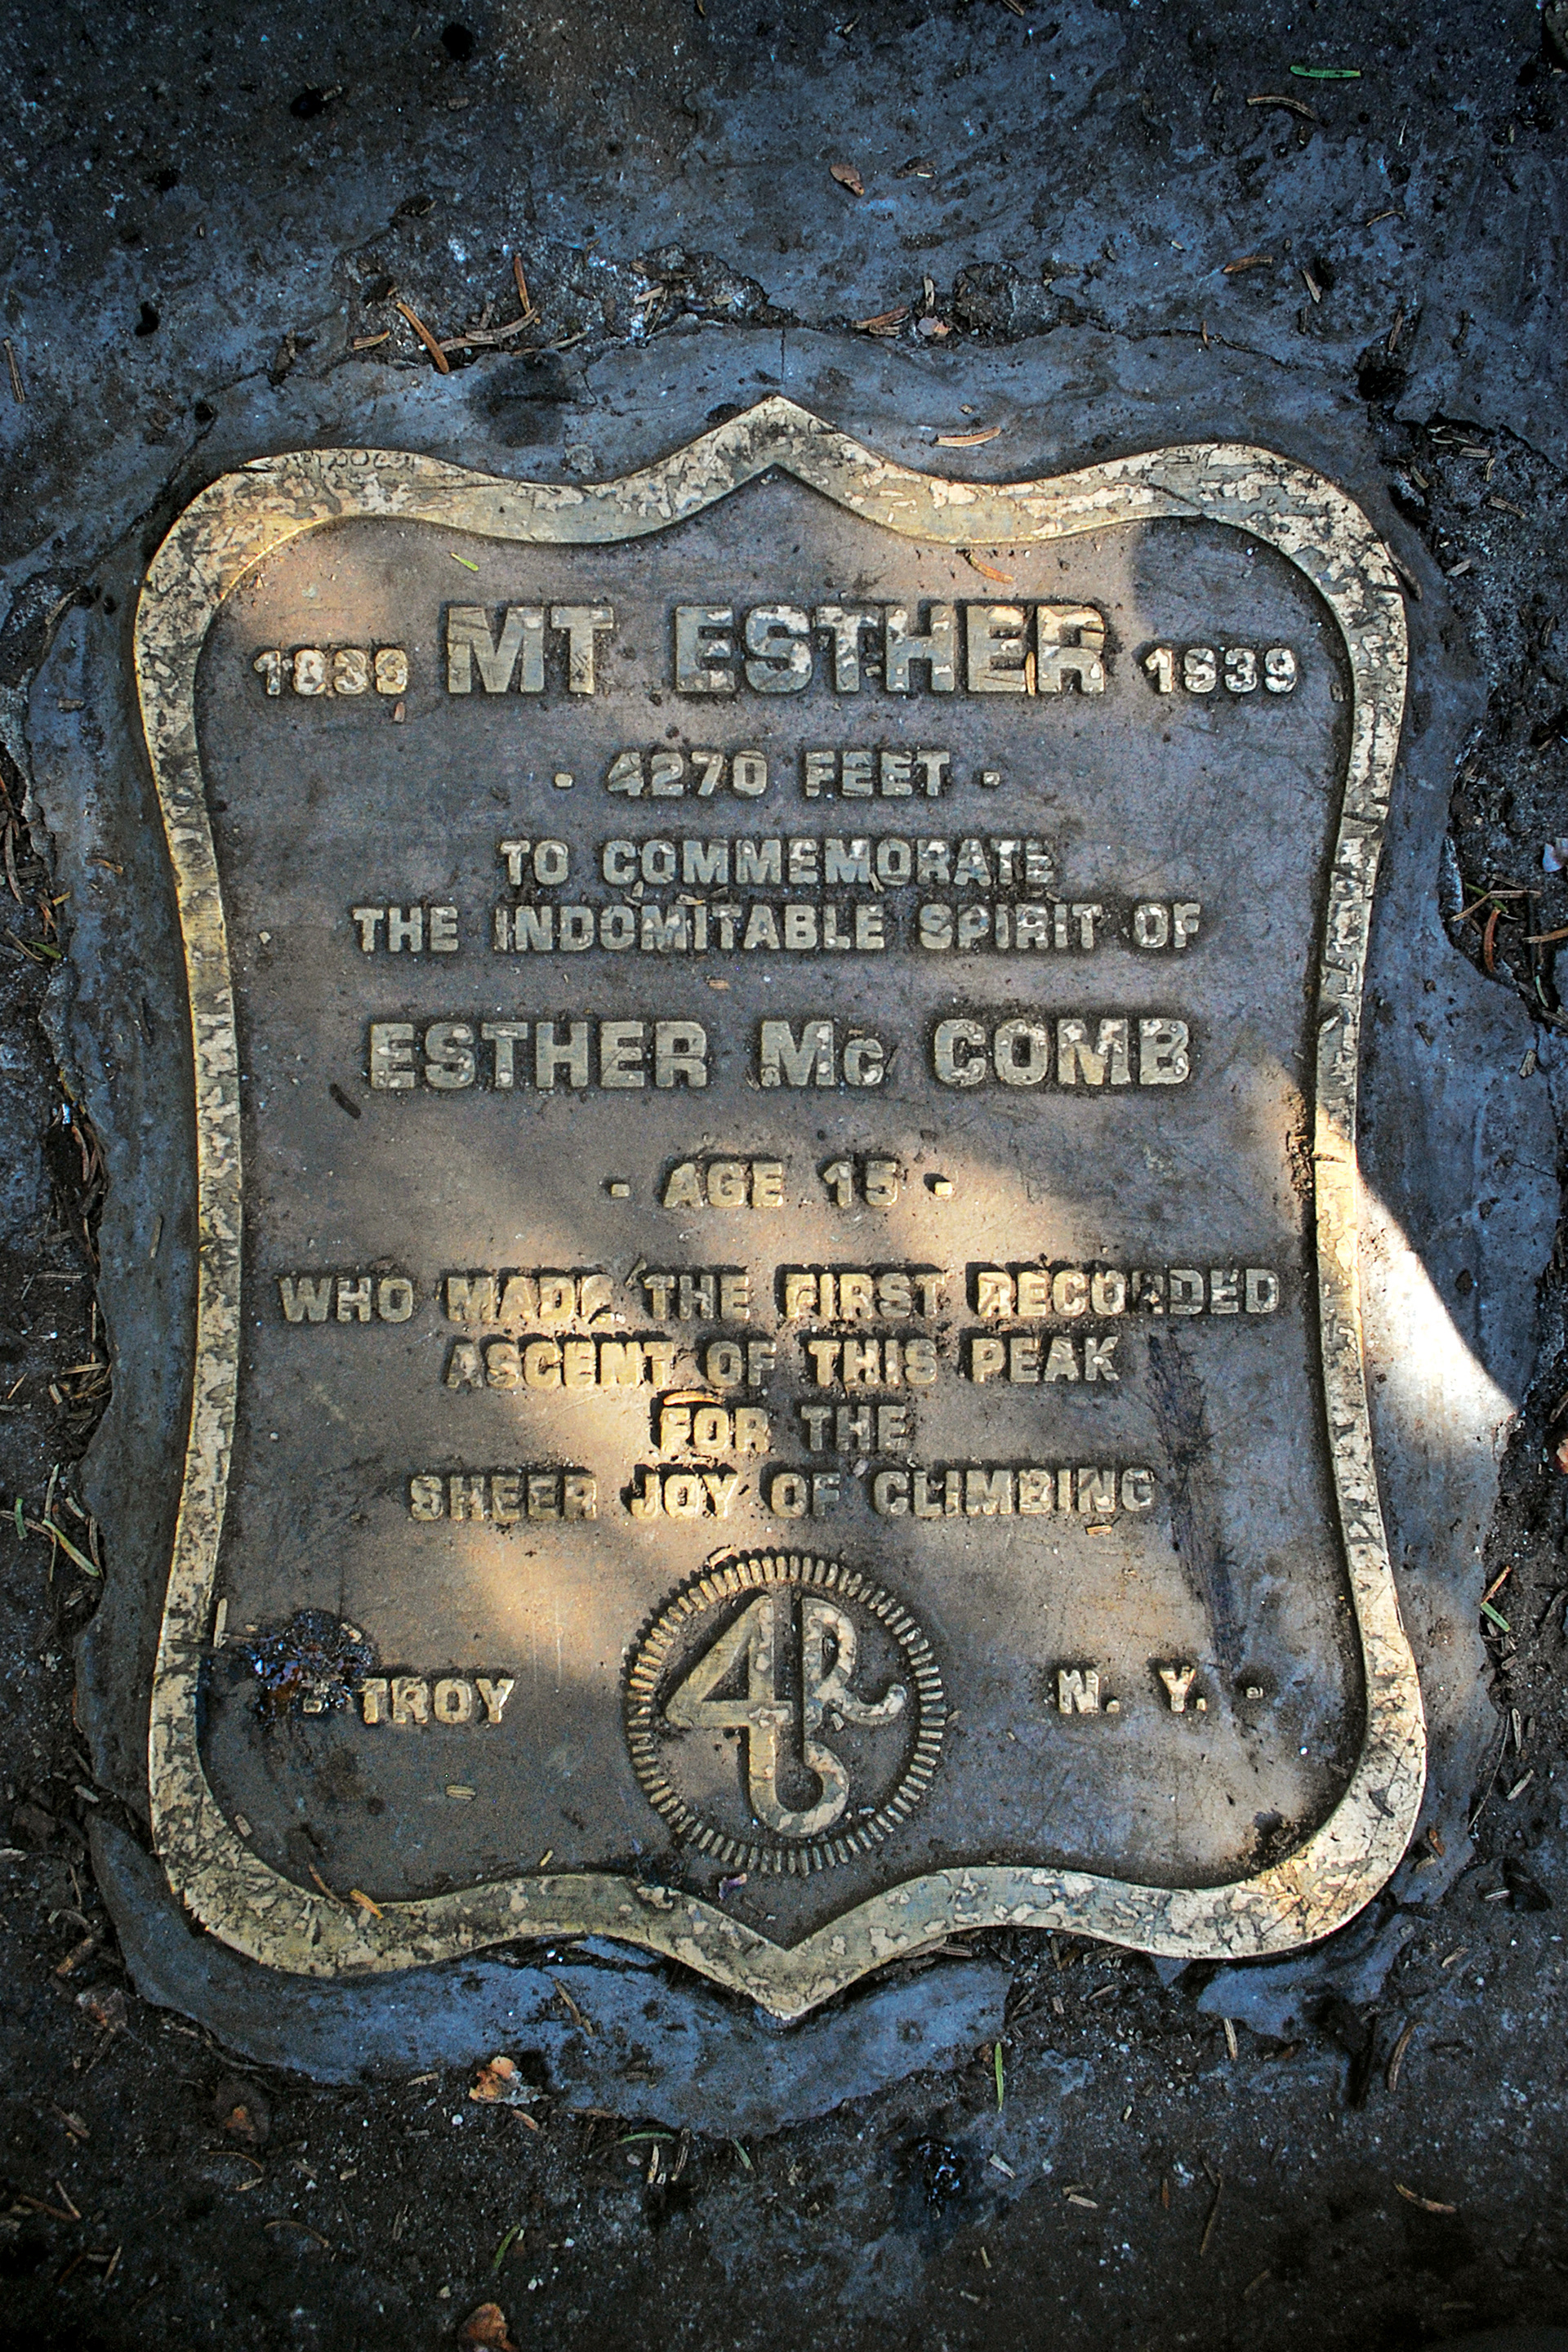 1839 MT ESTHER 1939
· 4270 FEET ·
TO COMMEMORATE
THE INDOMITABLE SPIRIT OF
ESTHER Mc COMB
· AGE 15 ·
WHO MADE THE FIRST RECORDED
ASCENT OF THIS PEAK
FOR THE
SHEER JOY OF CLIMBING
· TROY 46R N. Y. ·